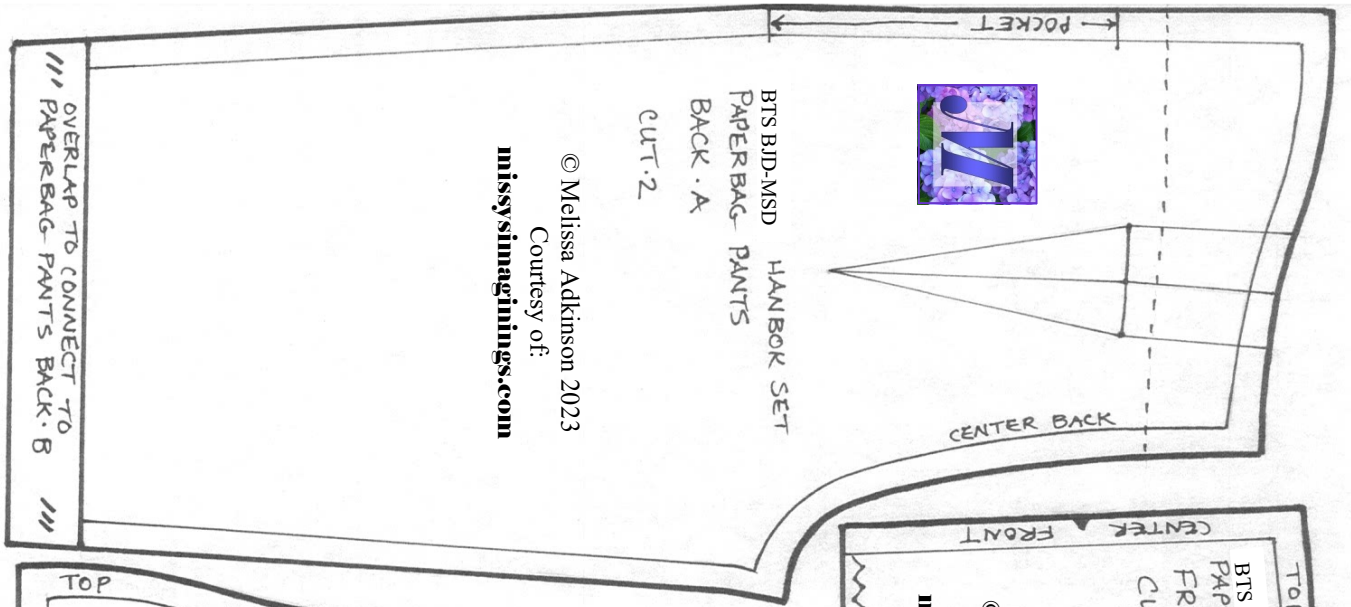 POCKET
BTS BJD-MSD HANBOK SET
PAPERBAG PANTS
BACK · A
CUT · 2
© Melissa Adkinson 2023
Courtesy of:
missysimaginings.com
CENTER BACK
OVERLAP TO CONNECT TO
PAPERBAG PANTS BACK · B
TOP
CENTER FRONT
BTS